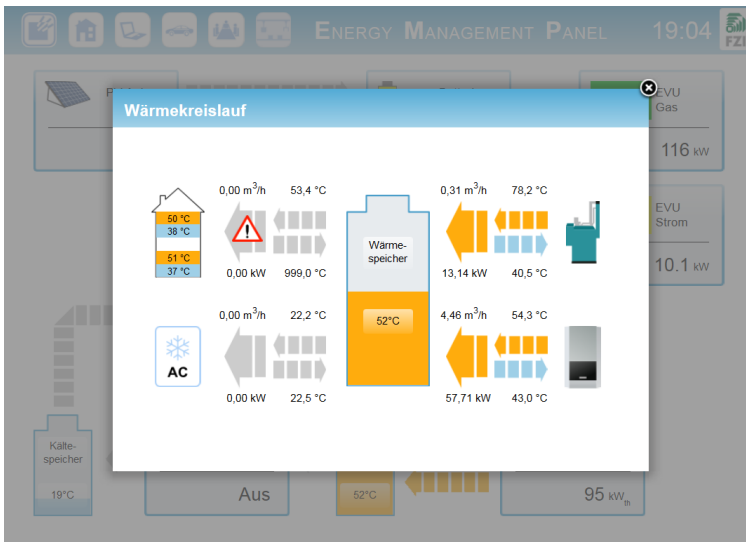 ENERGY MANAGEMENT PANEL
19:04
FZI
EVU
Gas
116 kW
EVU
Strom
10.1 kW
Wärmekreislauf
0,00 m³/h 53,4 °C
0,31 m³/h 78,2 °C
50 °C
38 °C
51 °C
37 °C
Wärme-
speicher
0,00 kW 999,0 °C
13,14 kW 40,5 °C
0,00 m³/h 22,2 °C
52°C
4,46 m³/h 54,3 °C
AC
0,00 kW 22,5 °C
57,71 kW 43,0 °C
Kälte-
speicher
19°C
Aus
52°C
95 kWth